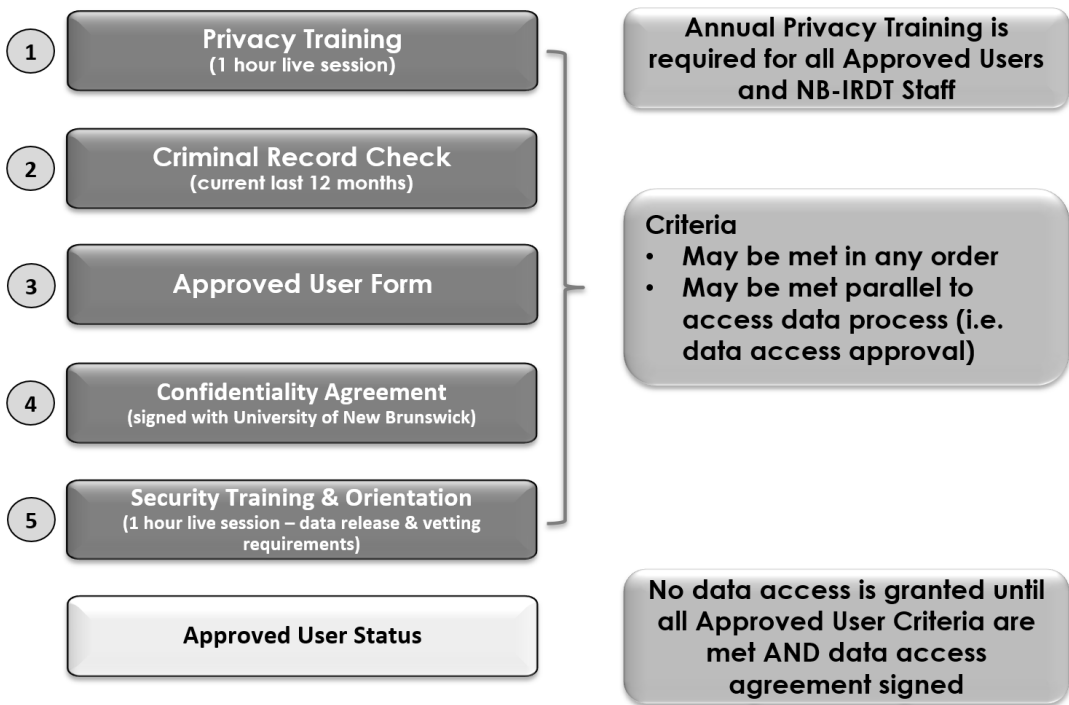 1
Privacy Training
(1 hour live session)
2
Criminal Record Check
(current last 12 months)
3
Approved User Form
4
Confidentiality Agreement
(signed with University of New Brunswick)
5
Security Training & Orientation
(1 hour live session – data release & vetting
requirements)
Approved User Status
Annual Privacy Training is
required for all Approved Users
and NB-IRDT Staff
Criteria
• May be met in any order
• May be met parallel to
access data process (i.e.
data access approval)
No data access is granted until
all Approved User Criteria are
met AND data access
agreement signed